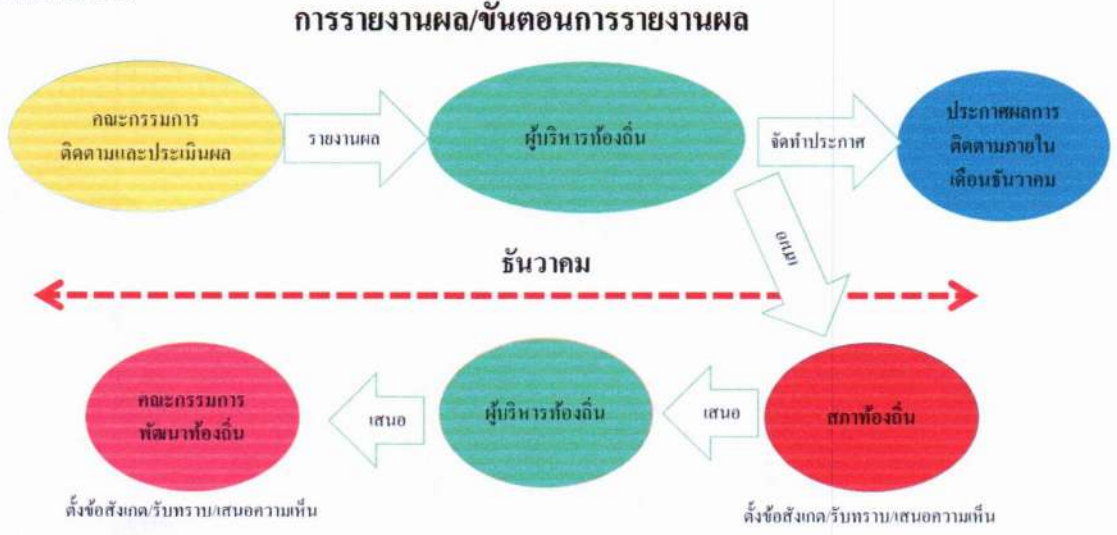 การรายงานผล/ขั้นตอนการรายงานผล
คณะกรรมการ
ติดตามและประเมินผล
รายงานผล
ผู้บริหารท้องถิ่น
จัดทำประกาศ
ประกาศผลการ
ติดตามภายใน
เดือนธันวาคม
เสนอ
ธันวาคม
คณะกรรมการ
พัฒนาท้องถิ่น
เสนอ
ผู้บริหารท้องถิ่น
เสนอ
สภาท้องถิ่น
ตั้งข้อสังเกต/รับทราบ/เสนอความเห็น
ตั้งข้อสังเกต/รับทราบ/เสนอความเห็น